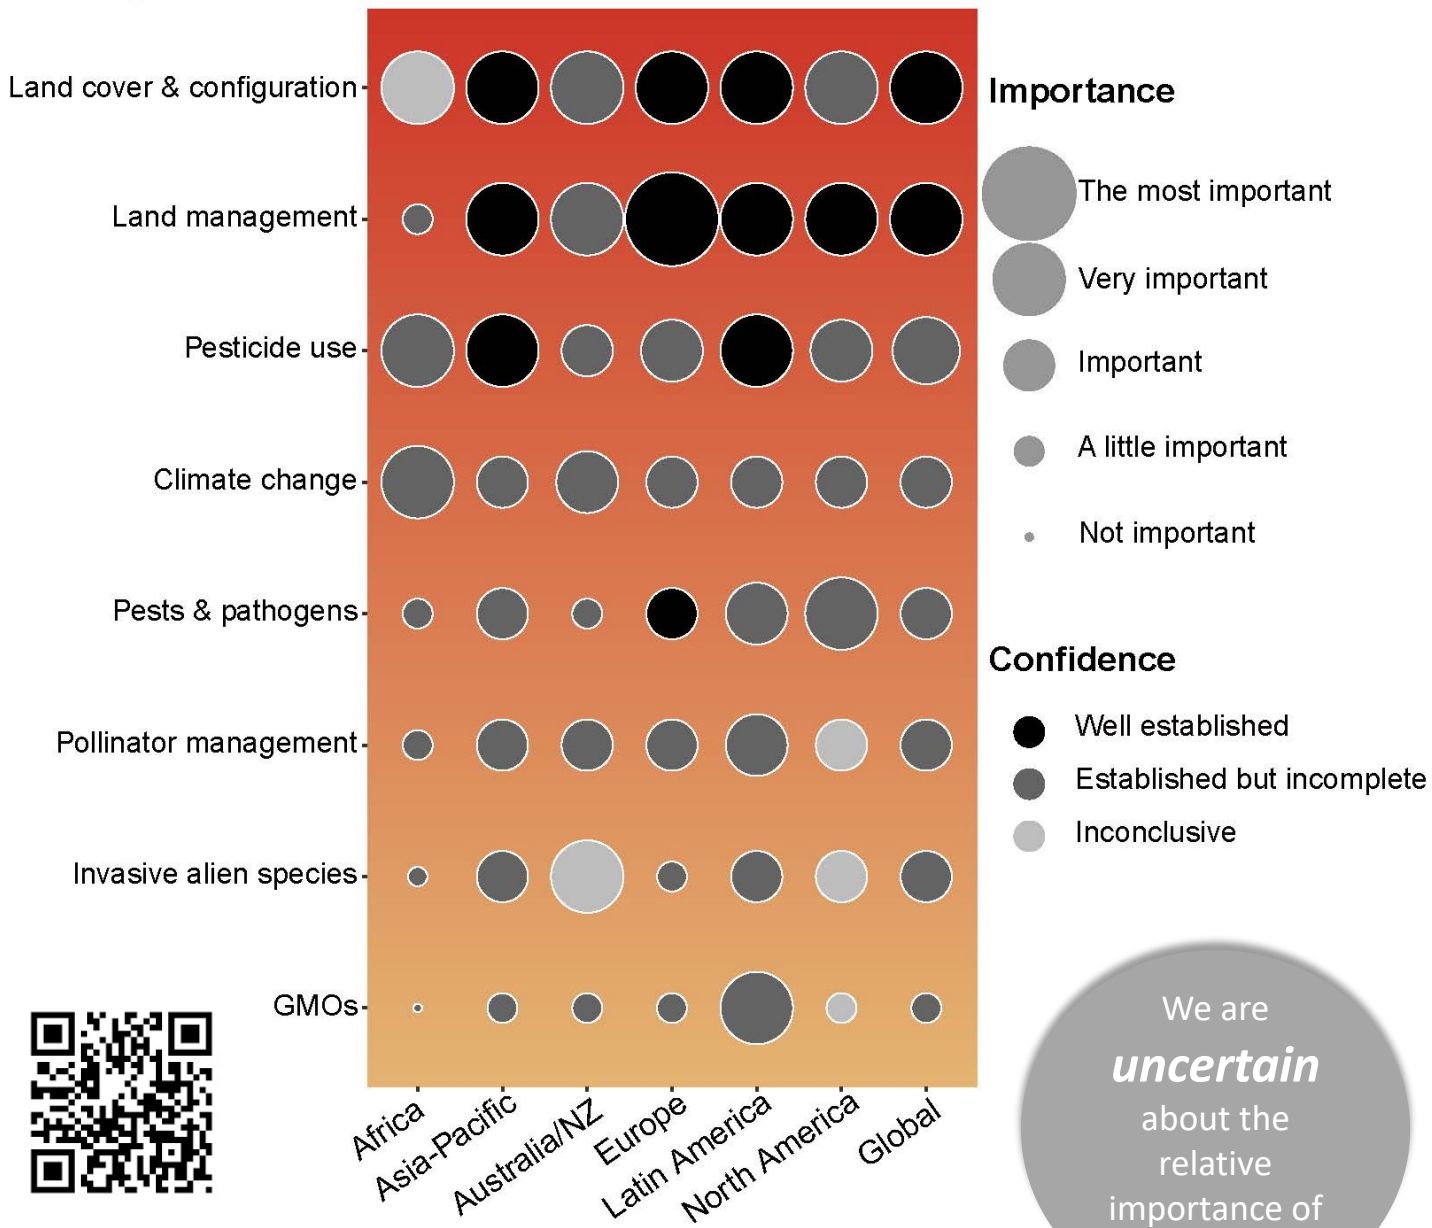 Land cover & configuration
Land management
Pesticide use
Climate change
Pests & pathogens
Pollinator management
Invasive alien species
GMOs
Africa
Asia-Pacific
Australia/NZ
Europe
Latin America
North America
Global
Importance
The most important
Very important
Important
A little important
Not important
Confidence
Well established
Established but incomplete
Inconclusive
We are
uncertain
about the
relative
importance of